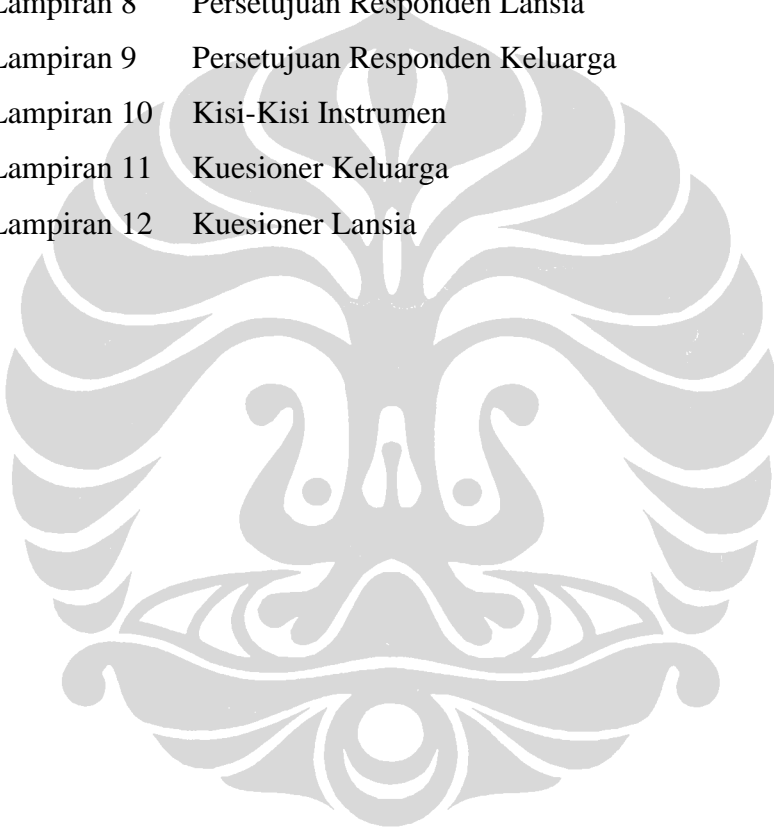 Lampiran 8 Persetujuan Responden Lansia
Lampiran 9 Persetujuan Responden Keluarga
Lampiran 10 Kisi-Kisi Instrumen
Lampiran 11 Kuesioner Keluarga
Lampiran 12 Kuesioner Lansia